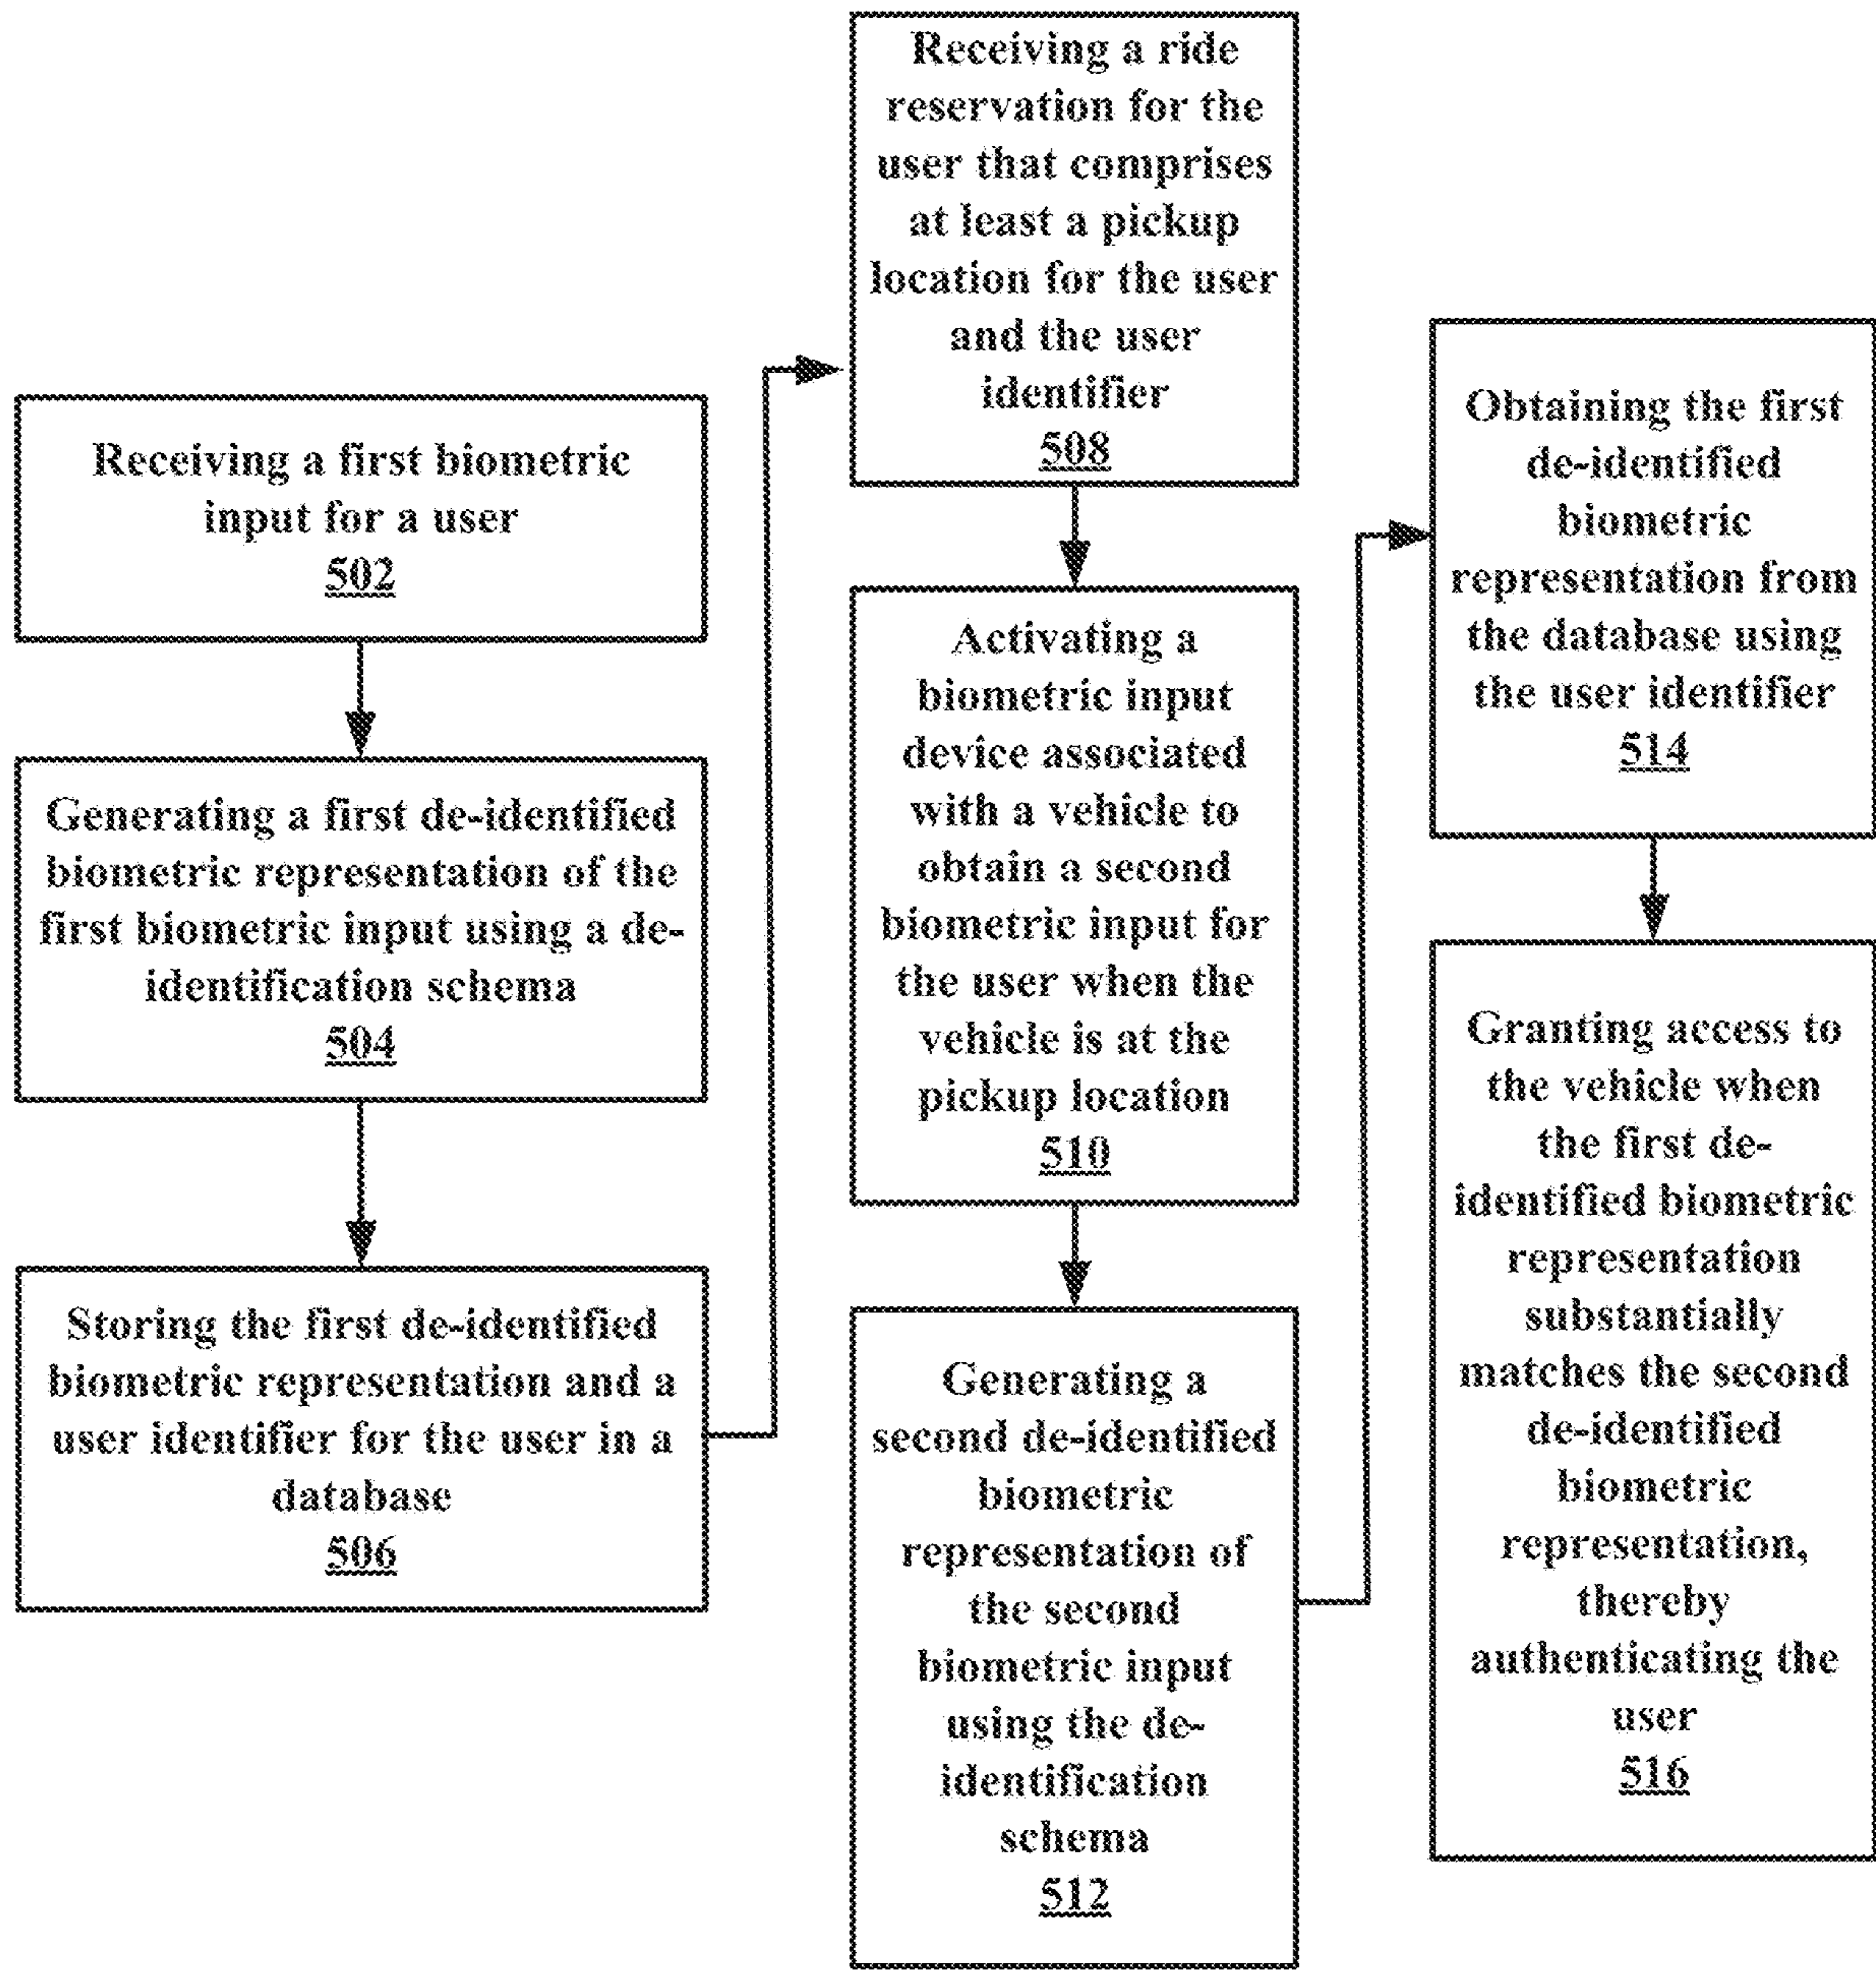 Receiving a first biometric
input for a user
502
Generating a first de-identified
biometric representation of the
first biometric input using a de-
identification schema
504
Storing the first de-identified
biometric representation and a
user identifier for the user in a
database
506
Receiving a ride
reservation for the
user that comprises
at least a pickup
location for the user
and the user
identifier
508
Activating a
biometric input
device associated
with a vehicle to
obtain a second
biometric input for
the user when the
vehicle is at the
pickup location
510
Generating a
second de-identified
biometric
representation of
the second
biometric input
using the de-
identification
schema
512
Obtaining the first
de-identified
biometric
representation from
the database using
the user identifier
514
Granting access to
the vehicle when
the first de-
identified biometric
representation
substantially
matches the second
de-identified
biometric
representation,
thereby
authenticating the
user
516